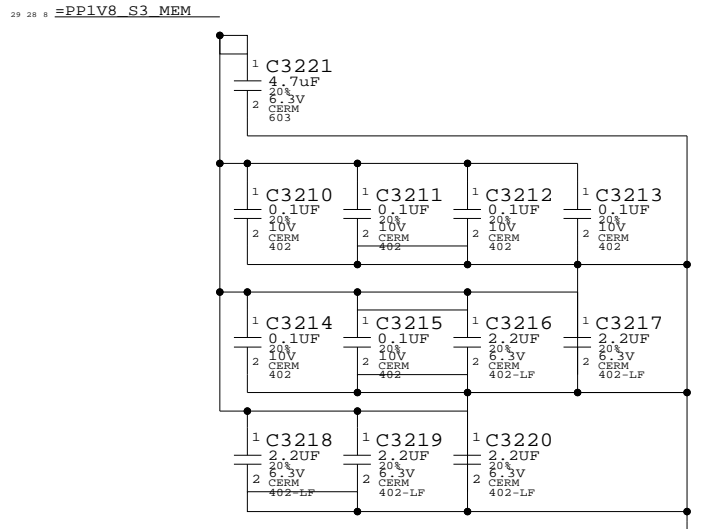 29 28 8 =PP1V8_S3_MEM
1 C3221
4.7uF
20%
6.3V
2 CERM
603
1 C3210 1 C3211 1 C3212 1 C3213
0.1UF 0.1UF 0.1UF 0.1UF
20% 20% 20% 20%
10V 10V 10V 10V
2 CERM 2 CERM 2 CERM 2 CERM
402 402 402 402
1 C3214 1 C3215 1 C3216 1 C3217
0.1UF 0.1UF 2.2UF 2.2UF
20% 20% 20% 20%
10V 10V 6.3V 6.3V
2 CERM 2 CERM 2 CERM 2 CERM
402 402 402-LF 402-LF
1 C3218 1 C3219 1 C3220
2.2UF 2.2UF 2.2UF
20% 20% 20%
6.3V 6.3V 6.3V
2 CERM 2 CERM 2 CERM
402-LF 402-LF 402-LF